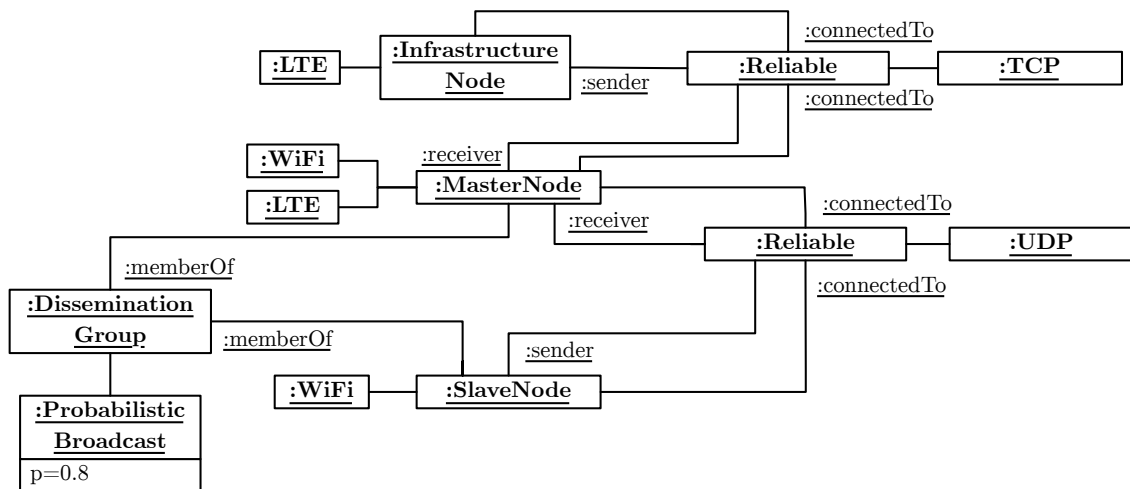 :connectedTo
:Infrastructure
Node
:LTE
:sender
:Reliable
:TCP
:connectedTo
:receiver
:WiFi
:MasterNode
:LTE
:connectedTo
:receiver
:Reliable
:UDP
:memberOf
:connectedTo
:Dissemination
Group
:memberOf
:sender
:WiFi
:SlaveNode
:Probabilistic
Broadcast
p=0.8